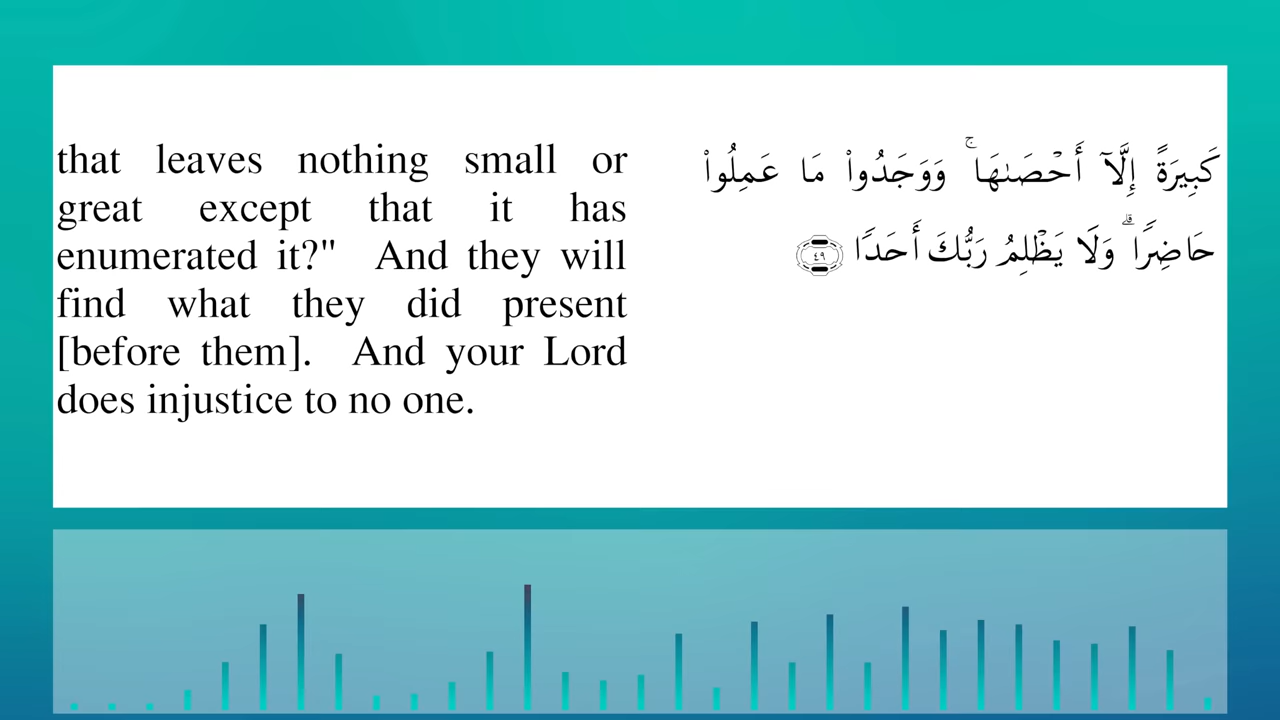 that leaves nothing small or
great except that it has
enumerated it?" And they will
find what they did present
[before them]. And your Lord
does injustice to no one.
كَبِيرَةً إِلَّآ أَحْصَىٰهَا ۚ وَوَجَدُوا۟ مَا عَمِلُوا۟
حَاضِرًۭا ۗ وَلَا يَظْلِمُ رَبُّكَ أَحَدًۭا ٤٩